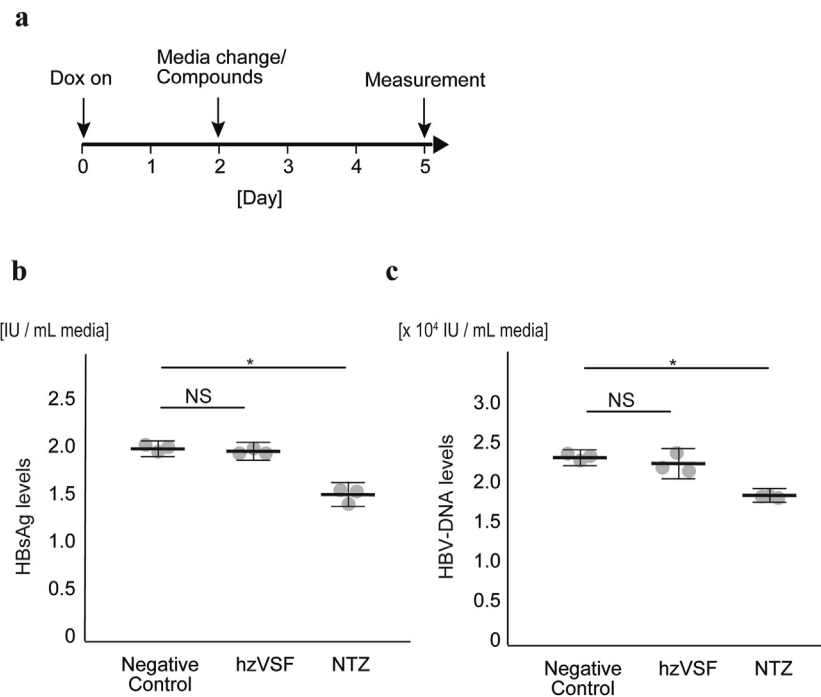 a
Dox on
Media change/
Compounds
Measurement
0 1 2 3 4 5
[Day]
b
[IU / mL media]
*
NS
2.5
2.0
1.5
1.0
0.5
0
HBsAg levels
Negative
Control
hzVSF
NTZ
c
[x 10⁴ IU / mL media]
*
NS
3.0
2.5
2.0
1.5
1.0
0.5
0
HBV-DNA levels
Negative
Control
hzVSF
NTZ